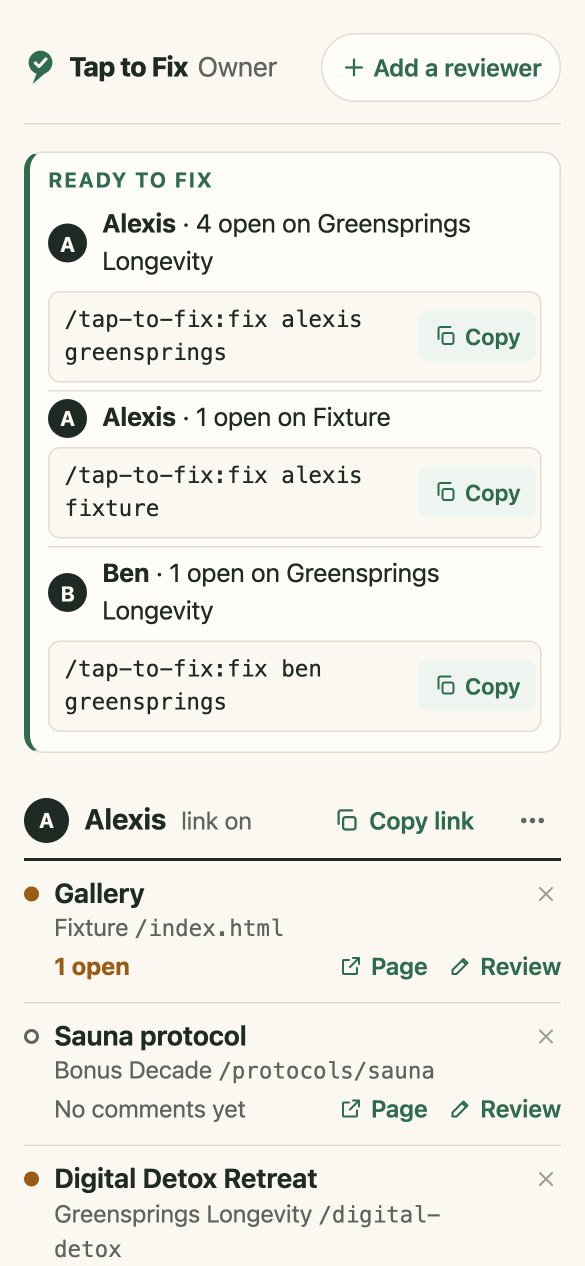 Tap to Fix Owner
+ Add a reviewer
READY TO FIX
A
Alexis · 4 open on Greensprings
Longevity
/tap-to-fix:fix alexis
greensprings
Copy
A
Alexis · 1 open on Fixture
/tap-to-fix:fix alexis
fixture
Copy
B
Ben · 1 open on Greensprings
Longevity
/tap-to-fix:fix ben
greensprings
Copy
A
Alexis link on
Copy link
Gallery
Fixture /index.html
1 open
Page
Review
Sauna protocol
Bonus Decade /protocols/sauna
No comments yet
Page
Review
Digital Detox Retreat
Greensprings Longevity /digital-
detox